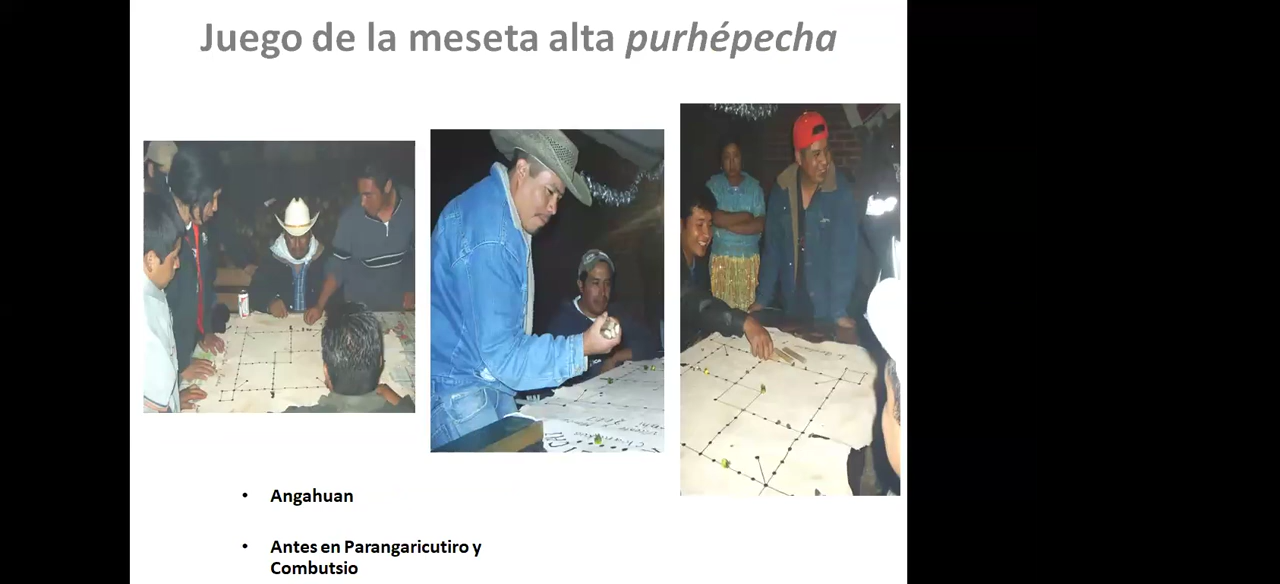 Juego de la meseta alta purhépecha
• Angahuan
• Antes en Parangaricutiro y
Combutsio